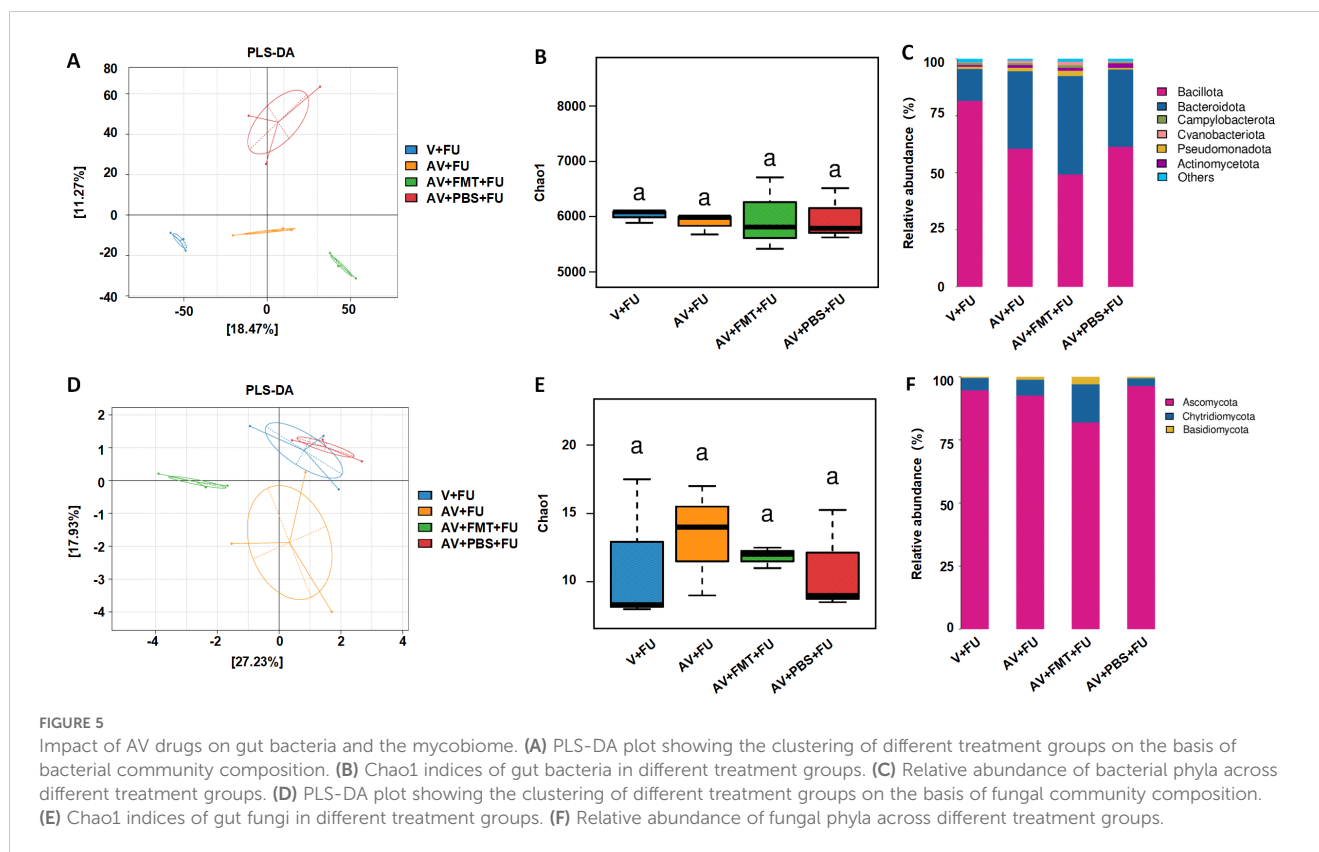 A
PLS-DA
80
60
40
20
0
-20
-40
-50
0
50
[11.27%]
[18.47%]
V+FU
AV+FU
AV+FMT+FU
AV+PBS+FU
B
8000
7000
6000
5000
Chao1
a
a
a
a
V+FU
AV+FU
AV+FMT+FU
AV+PBS+FU
C
100
75
50
25
0
Relative abundance (%)
V+FU
AV+FU
AV+FMT+FU
AV+PBS+FU
Bacillota
Bacteroidota
Campylobacterota
Cyanobacteriota
Pseudomonadota
Actinomycetota
Others
D
PLS-DA
2
1
0
-1
-2
-3
-4
-4
-2
0
2
4
[17.93%]
[27.23%]
V+FU
AV+FU
AV+FMT+FU
AV+PBS+FU
E
20
15
10
Chao1
a
a
a
a
V+FU
AV+FU
AV+FMT+FU
AV+PBS+FU
F
100
75
50
25
0
Relative abundance (%)
V+FU
AV+FU
AV+FMT+FU
AV+PBS+FU
Ascomycota
Chytridiomycota
Basidiomycota
FIGURE 5
Impact of AV drugs on gut bacteria and the mycobiome. (A) PLS-DA plot showing the clustering of different treatment groups on the basis of
bacterial community composition. (B) Chao1 indices of gut bacteria in different treatment groups. (C) Relative abundance of bacterial phyla across
different treatment groups. (D) PLS-DA plot showing the clustering of different treatment groups on the basis of fungal community composition.
(E) Chao1 indices of gut fungi in different treatment groups. (F) Relative abundance of fungal phyla across different treatment groups.